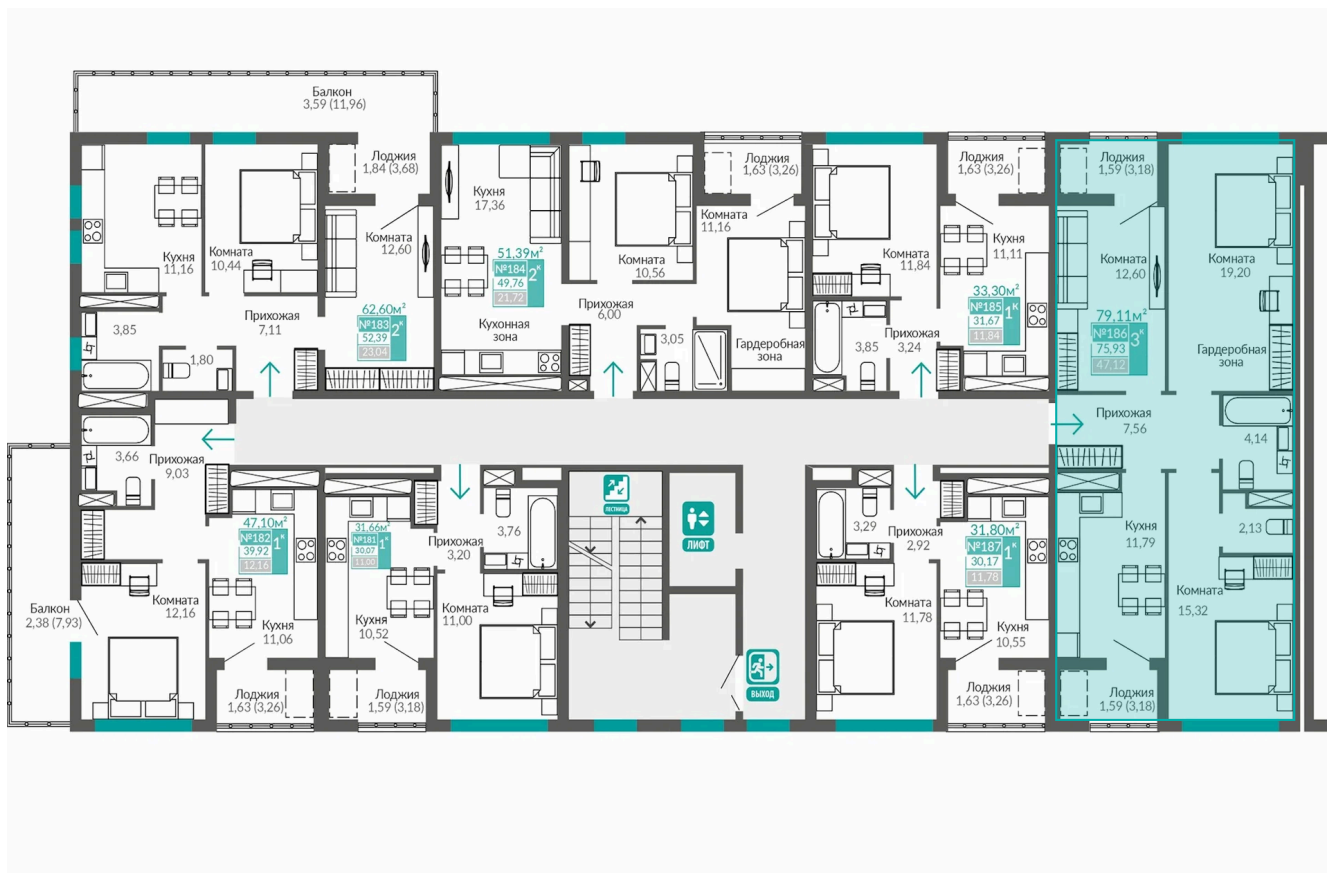 Балкон
3,59 (11,96)
Лоджия
1,84 (3,68)
Кухня
11,16
Комната
10,44
Комната
12,60
3,85
1,80
Прихожая
7,11
62,60м²
№183
52,39
23,04
2к
Кухня
17,36
51,39м²
№184
49,76
21,72
2к
Кухонная
зона
Комната
10,56
Прихожая
6,00
3,05
Лоджия
1,63 (3,26)
Комната
11,16
Гардеробная
зона
Комната
11,84
3,85
Прихожая
3,24
Лоджия
1,63 (3,26)
Кухня
11,11
33,30м²
№185
31,67
11,84
1к
Лоджия
1,59 (3,18)
Комната
12,60
Комната
19,20
79,11м²
№186
75,93
47,12
3к
Гардеробная
зона
Прихожая
7,56
4,14
2,13
Кухня
11,79
Комната
15,32
Лоджия
1,59 (3,18)
3,66
Прихожая
9,03
47,10м²
№182
39,92
12,16
1к
Балкон
2,38 (7,93)
Комната
12,16
Кухня
11,06
Лоджия
1,63 (3,26)
31,66м²
№181
30,07
11,00
1к
Прихожая
3,20
3,76
Кухня
10,52
Комната
11,00
Лоджия
1,59 (3,18)
ЛЕСТНИЦА
ЛИФТ
ВЫХОД
3,29
Прихожая
2,92
31,80м²
№187
30,17
11,78
1к
Комната
11,78
Кухня
10,55
Лоджия
1,63 (3,26)